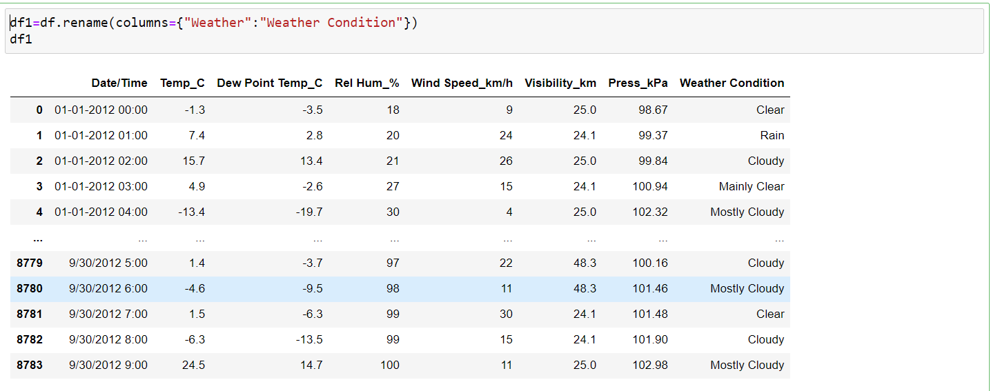 df1=df.rename(columns={"Weather":"Weather Condition"})
df1
Date/Time Temp_C Dew Point Temp_C Rel Hum_% Wind Speed_km/h Visibility_km Press_kPa Weather Condition
0 01-01-2012 00:00 -1.3 -3.5 18 9 25.0 98.67 Clear
1 01-01-2012 01:00 7.4 2.8 20 24 24.1 99.37 Rain
2 01-01-2012 02:00 15.7 13.4 21 26 25.0 99.84 Cloudy
3 01-01-2012 03:00 4.9 -2.6 27 15 24.1 100.94 Mainly Clear
4 01-01-2012 04:00 -13.4 -19.7 30 4 25.0 102.32 Mostly Cloudy
... ... ... ... ... ... ... ... ...
8779 9/30/2012 5:00 1.4 -3.7 97 22 48.3 100.16 Cloudy
8780 9/30/2012 6:00 -4.6 -9.5 98 11 48.3 101.46 Mostly Cloudy
8781 9/30/2012 7:00 1.5 -6.3 99 30 24.1 101.48 Clear
8782 9/30/2012 8:00 -6.3 -13.5 99 15 24.1 101.90 Cloudy
8783 9/30/2012 9:00 24.5 14.7 100 11 25.0 102.98 Mostly Cloudy